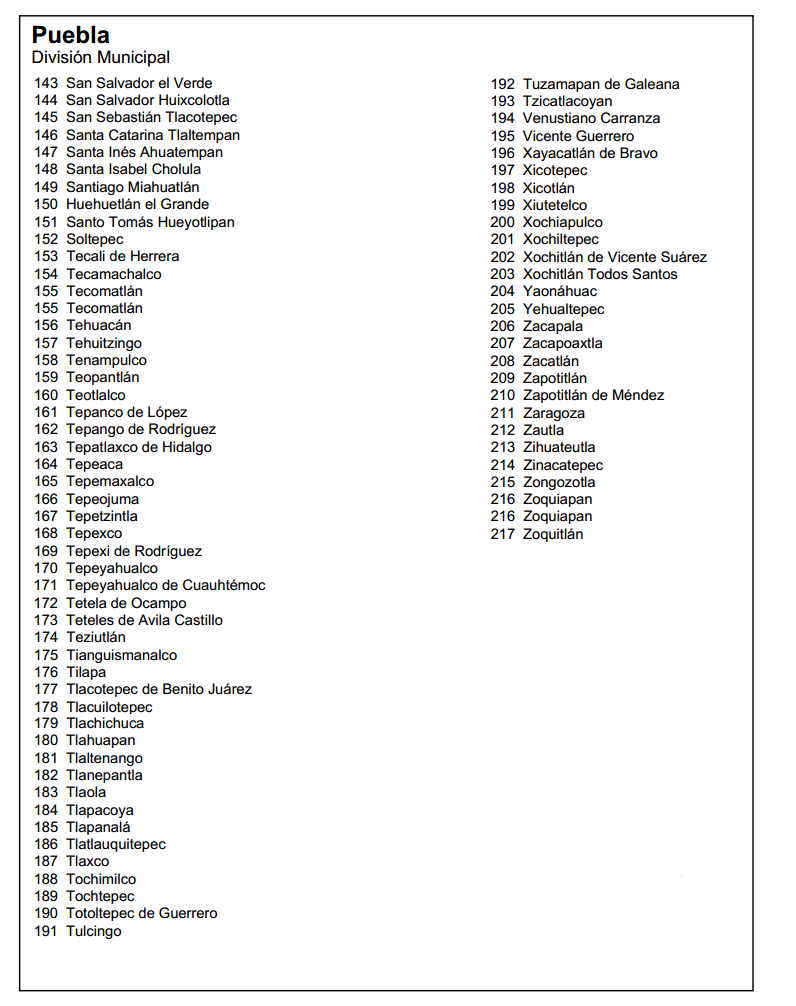 Puebla
División Municipal
143 San Salvador el Verde
144 San Salvador Huixcolotla
145 San Sebastián Tlacotepec
146 Santa Catarina Tlaltempan
147 Santa Inés Ahuatempan
148 Santa Isabel Cholula
149 Santiago Miahuatlán
150 Huehuetlán el Grande
151 Santo Tomás Hueyotlipan
152 Soltepec
153 Tecali de Herrera
154 Tecamachalco
155 Tecomatlán
155 Tecomatlán
156 Tehuacán
157 Tehuitzingo
158 Tenampulco
159 Teopantlán
160 Teotlalco
161 Tepanco de López
162 Tepango de Rodríguez
163 Tepatlaxco de Hidalgo
164 Tepeaca
165 Tepemaxalco
166 Tepeojuma
167 Tepetzintla
168 Tepexco
169 Tepexi de Rodríguez
170 Tepeyahualco
171 Tepeyahualco de Cuauhtémoc
172 Tetela de Ocampo
173 Teteles de Avila Castillo
174 Teziutlán
175 Tianguismanalco
176 Tilapa
177 Tlacotepec de Benito Juárez
178 Tlacuilotepec
179 Tlachichuca
180 Tlahuapan
181 Tlaltenango
182 Tlanepantla
183 Tlaola
184 Tlapacoya
185 Tlapanalá
186 Tlatlauquitepec
187 Tlaxco
188 Tochimilco
189 Tochtepec
190 Totoltepec de Guerrero
191 Tulcingo
192 Tuzamapan de Galeana
193 Tzicatlacoyan
194 Venustiano Carranza
195 Vicente Guerrero
196 Xayacatlán de Bravo
197 Xicotepec
198 Xicotlán
199 Xiutetelco
200 Xochiapulco
201 Xochiltepec
202 Xochitlán de Vicente Suárez
203 Xochitlán Todos Santos
204 Yaonáhuac
205 Yehualtepec
206 Zacapala
207 Zacapoaxtla
208 Zacatlán
209 Zapotitlán
210 Zapotitlán de Méndez
211 Zaragoza
212 Zautla
213 Zihuateutla
214 Zinacatepec
215 Zongozotla
216 Zoquiapan
216 Zoquiapan
217 Zoquitlán